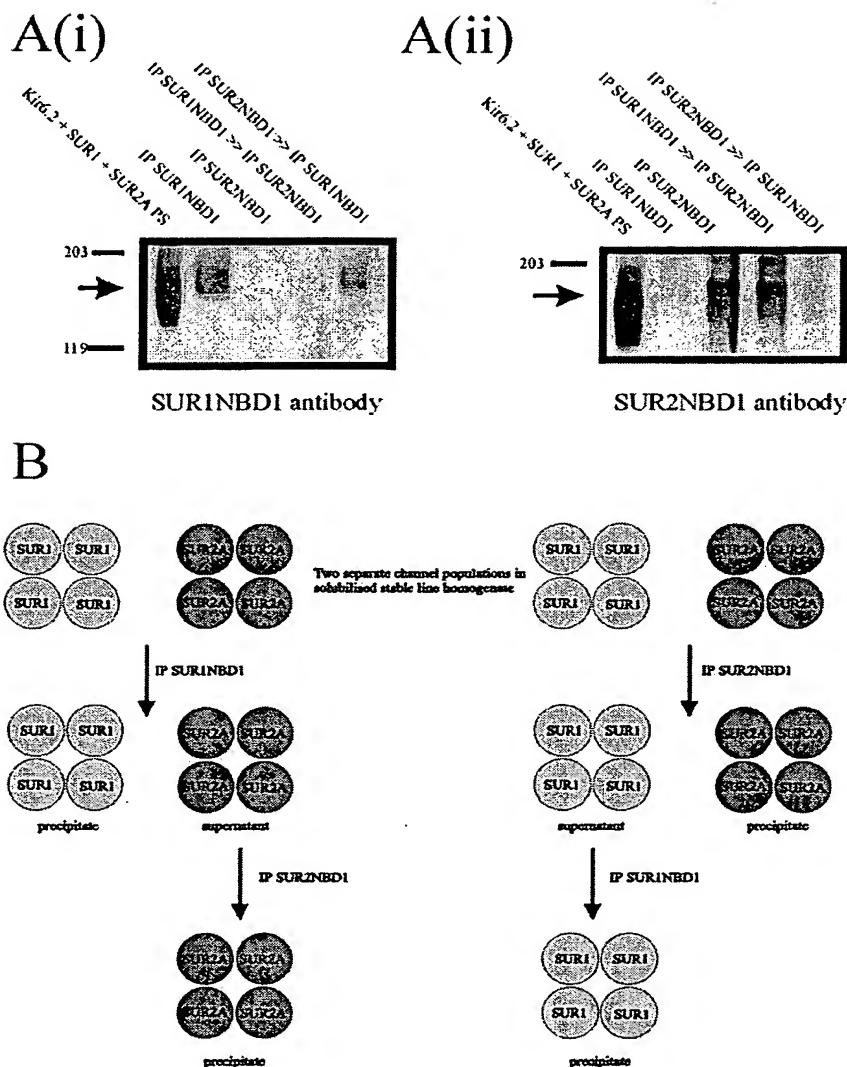 A(i)
Kir6.2 + SUR1 + SUR2A PS
IP SUR1NBD1
IP SUR2NBD1
IP SUR1NBD1 >> IP SUR2NBD1
IP SUR2NBD1 >> IP SUR1NBD1
203
119
SUR1NBD1 antibody
A(ii)
Kir6.2 + SUR1 + SUR2A PS
IP SUR1NBD1
IP SUR2NBD1
IP SUR1NBD1 >> IP SUR2NBD1
IP SUR2NBD1 >> IP SUR1NBD1
203
SUR2NBD1 antibody
B
SUR1 SUR1 SUR2A SUR2A
SUR1 SUR1 SUR2A SUR2A
Two separate channel populations in
solubilised stable line homogenase
SUR1 SUR1 SUR2A SUR2A
SUR1 SUR1 SUR2A SUR2A
IP SUR1NBD1
IP SUR2NBD1
SUR1 SUR1 SUR2A SUR2A
SUR1 SUR1 SUR2A SUR2A
precipitate
supernatant
SUR1 SUR1 SUR2A SUR2A
SUR1 SUR1 SUR2A SUR2A
supernatant
precipitate
IP SUR2NBD1
IP SUR1NBD1
SUR2A SUR2A
SUR2A SUR2A
precipitate
SUR1 SUR1
SUR1 SUR1
precipitate